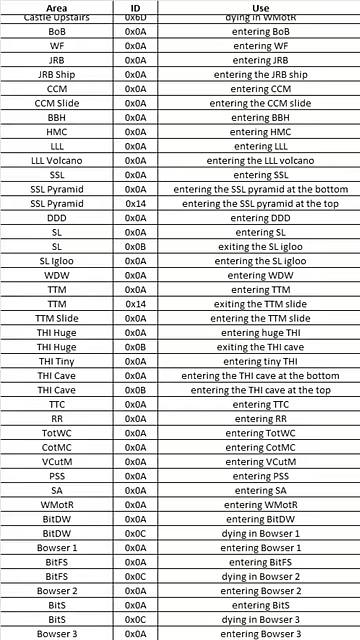 Area ID Use
Castle Upstairs 0x6D dying in WMotR
BoB 0x0A entering BoB
WF 0x0A entering WF
JRB 0x0A entering JRB
JRB Ship 0x0A entering the JRB ship
CCM 0x0A entering CCM
CCM Slide 0x0A entering the CCM slide
BBH 0x0A entering BBH
HMC 0x0A entering HMC
LLL 0x0A entering LLL
LLL Volcano 0x0A entering the LLL volcano
SSL 0x0A entering SSL
SSL Pyramid 0x0A entering the SSL pyramid at the bottom
SSL Pyramid 0x14 entering the SSL pyramid at the top
DDD 0x0A entering DDD
SL 0x0A entering SL
SL 0x0B exiting the SL igloo
SL Igloo 0x0A entering the SL igloo
WDW 0x0A entering WDW
TTM 0x0A entering TTM
TTM 0x14 exiting the TTM slide
TTM Slide 0x0A entering the TTM slide
THI Huge 0x0A entering huge THI
THI Huge 0x0B exiting the THI cave
THI Tiny 0x0A entering tiny THI
THI Cave 0x0A entering the THI cave at the bottom
THI Cave 0x0B entering the THI cave at the top
TTC 0x0A entering TTC
RR 0x0A entering RR
TotWC 0x0A entering TotWC
CotMC 0x0A entering CotMC
VCutM 0x0A entering VCutM
PSS 0x0A entering PSS
SA 0x0A entering SA
WMotR 0x0A entering WMotR
BitDW 0x0A entering BitDW
BitDW 0x0C dying in Bowser 1
Bowser 1 0x0A entering Bowser 1
BitFS 0x0A entering BitFS
BitFS 0x0C dying in Bowser 2
Bowser 2 0x0A entering Bowser 2
BitS 0x0A entering BitS
BitS 0x0C dying in Bowser 3
Bowser 3 0x0A entering Bowser 3